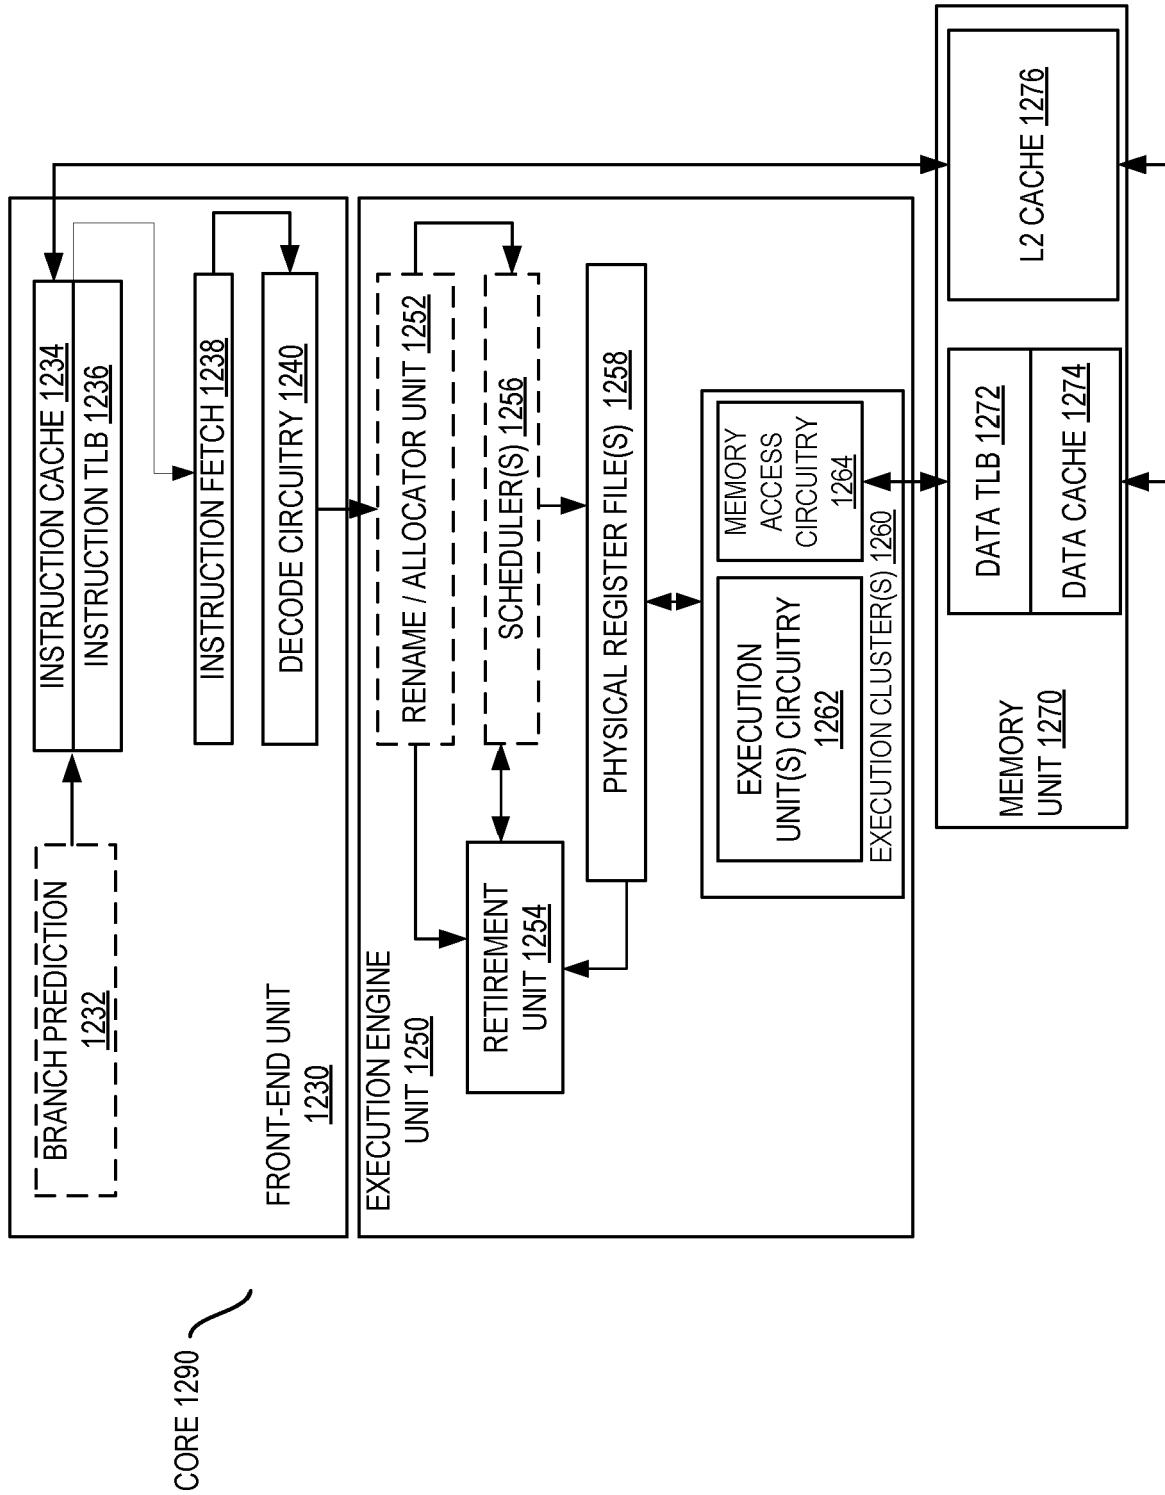 CORE 1290
BRANCH PREDICTION
1232
INSTRUCTION CACHE 1234
INSTRUCTION TLB 1236
INSTRUCTION FETCH 1238
DECODE CIRCUITRY 1240
FRONT-END UNIT
1230
EXECUTION ENGINE
UNIT 1250
RENAME / ALLOCATOR UNIT 1252
SCHEDULER(S) 1256
RETIREMENT
UNIT 1254
PHYSICAL REGISTER FILE(S) 1258
EXECUTION
UNIT(S) CIRCUITRY
1262
MEMORY
ACCESS
CIRCUITRY
1264
EXECUTION CLUSTER(S) 1260
MEMORY
UNIT 1270
DATA TLB 1272
DATA CACHE 1274
L2 CACHE 1276